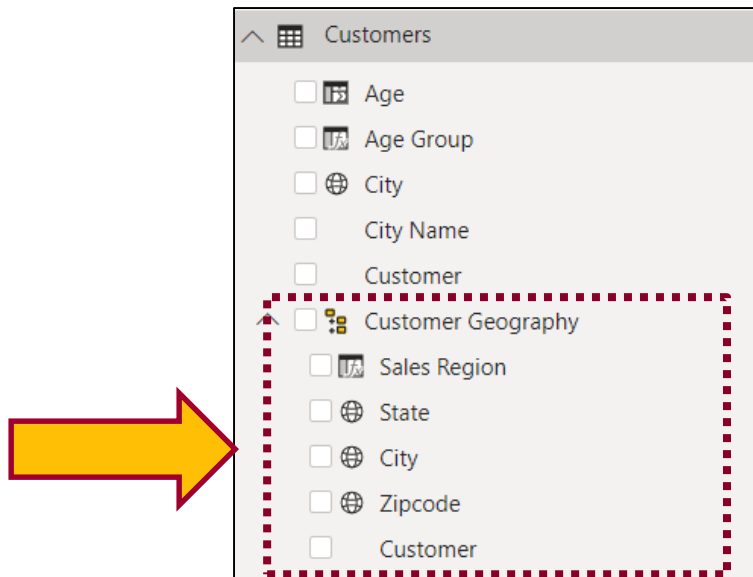 Customers
Age
Age Group
City
City Name
Customer
Customer Geography
Sales Region
State
City
Zipcode
Customer